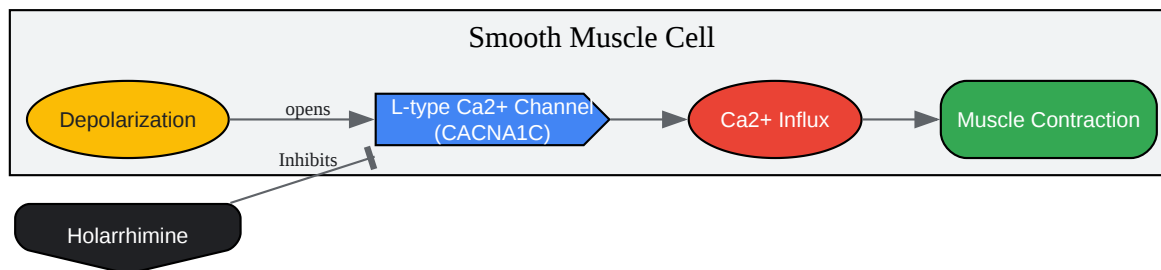 Smooth Muscle Cell
Depolarization
opens
L-type Ca2+ Channel
(CACNA1C)
Ca2+ Influx
Muscle Contraction
Inhibits
Holarrhimine